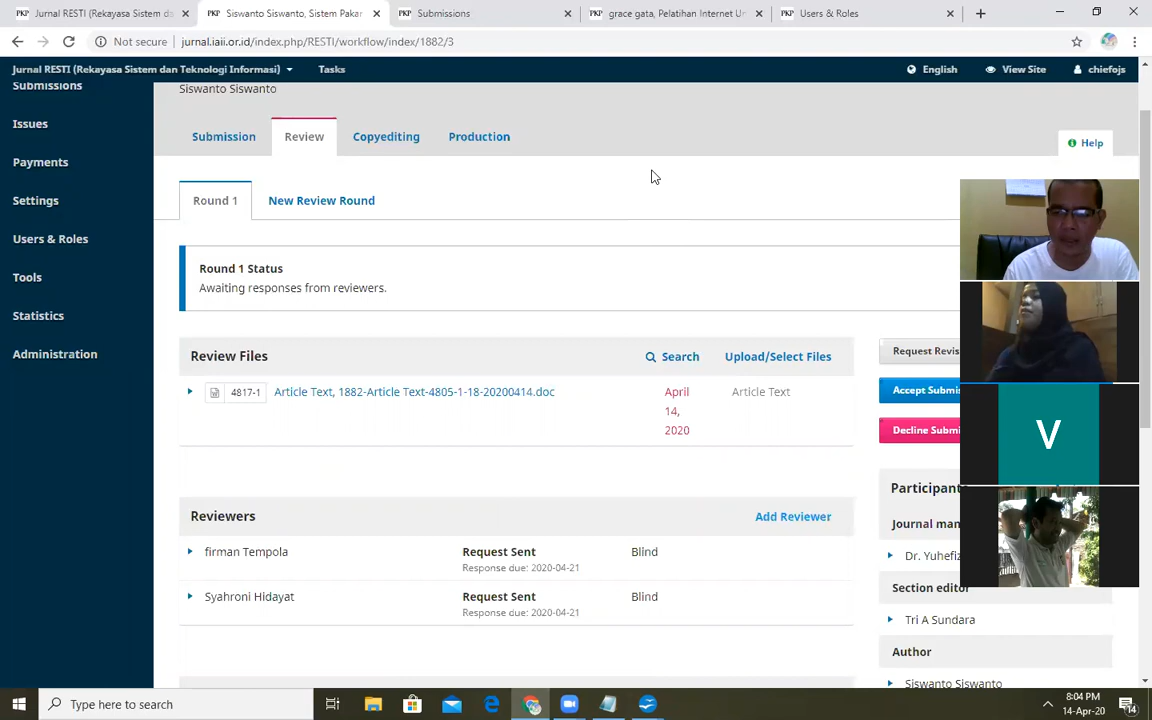 Jurnal RESTI (Rekayasa Sistem da
Siswanto Siswanto, Sistem Pakar
Submissions
grace gata, Pelatihan Internet Un
Users & Roles
Not secure
jurnal.iaii.or.id/index.php/RESTI/workflow/index/1882/3
Jurnal RESTI (Rekayasa Sistem dan Teknologi Informasi)
Tasks
English
View Site
chiefojs
Submissions
Issues
Payments
Settings
Users & Roles
Tools
Statistics
Administration
Siswanto Siswanto
Submission
Review
Copyediting
Production
Help
Round 1
New Review Round
Round 1 Status
Awaiting responses from reviewers.
Review Files
Search
Upload/Select Files
4817-1
Article Text, 1882-Article Text-4805-1-18-20200414.doc
April
14,
2020
Article Text
Request Revis
Accept Submi
Decline Submi
Reviewers
Add Reviewer
firman Tempola
Request Sent
Response due: 2020-04-21
Blind
Syahroni Hidayat
Request Sent
Response due: 2020-04-21
Blind
Participan
Journal man
Dr. Yuhefiz
Section editor
Tri A Sundara
Author
Siswanto Siswanto
V
Type here to search
8:04 PM
14-Apr-20
14